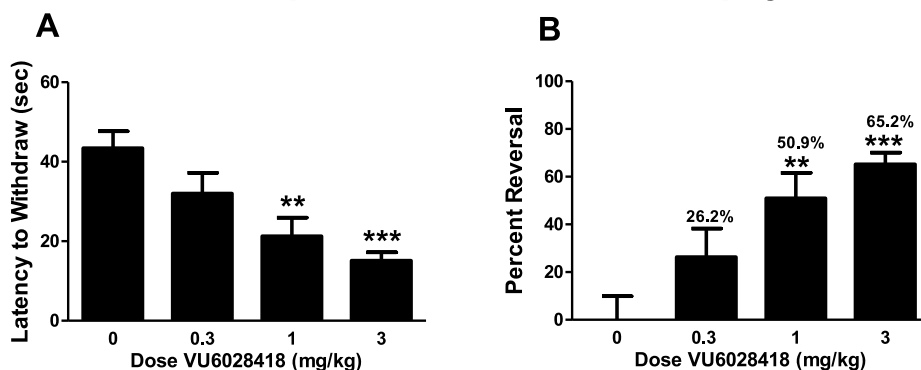 A
Latency to Withdraw (sec)
60
40
20
0
**
***
0 0.3 1 3
Dose VU6028418 (mg/kg)
B
Percent Reversal
100
80
60
40
20
0
26.2%
50.9%
**
65.2%
***
0 0.3 1 3
Dose VU6028418 (mg/kg)